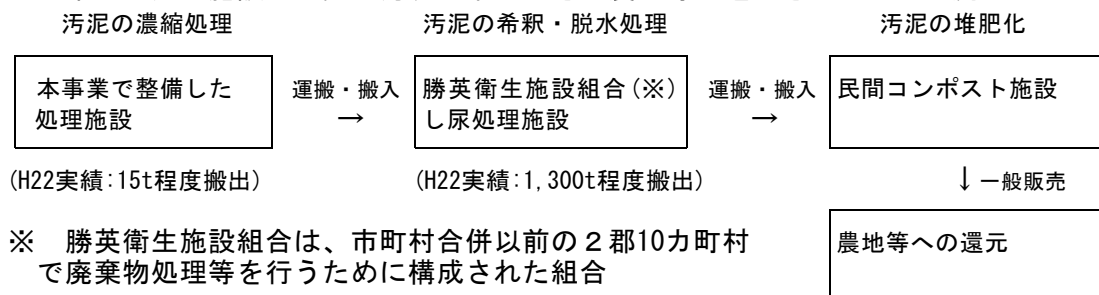 汚泥の濃縮処理 汚泥の希釈・脱水処理 汚泥の堆肥化
本事業で整備した 運搬・搬入 勝英衛生施設組合(※) 運搬・搬入 民間コンポスト施設
処理施設 → し尿処理施設 →
(H22実績:15t程度搬出) (H22実績:1,300t程度搬出) ↓一般販売
※ 勝英衛生施設組合は、市町村合併以前の2郡10カ町村 農地等への還元
で廃棄物処理等を行うために構成された組合